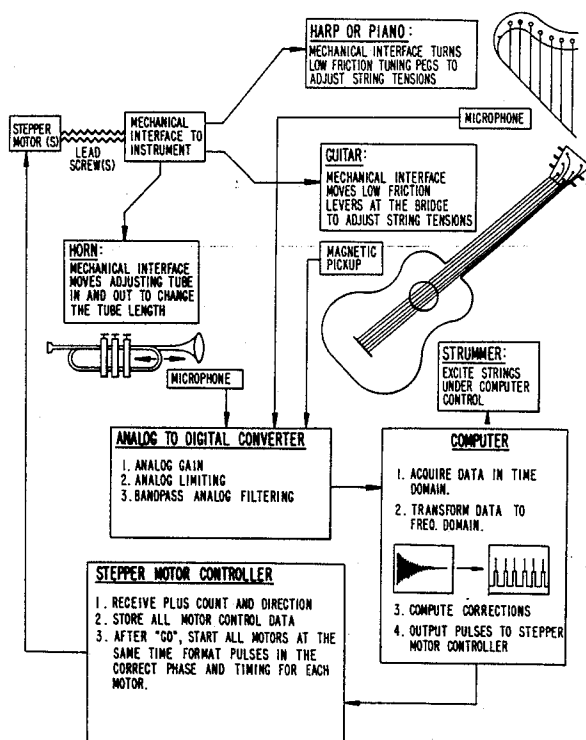 HARP OR PIANO:
MECHANICAL INTERFACE TURNS
LOW FRICTION TUNING PEGS TO
ADJUST STRING TENSIONS
STEPPER
MOTOR(S)
LEAD
SCREW(S)
MECHANICAL
INTERFACE TO
INSTRUMENT
MICROPHONE
GUITAR:
MECHANICAL INTERFACE
MOVES LOW FRICTION
LEVERS AT THE BRIDGE
TO ADJUST STRING TENSIONS
HORN:
MECHANICAL INTERFACE
MOVES ADJUSTING TUBE
IN AND OUT TO CHANGE
THE TUBE LENGTH
MAGNETIC
PICKUP
MICROPHONE
STRUMMER:
EXCITE STRINGS
UNDER COMPUTER
CONTROL
ANALOG TO DIGITAL CONVERTER
1. ANALOG GAIN
2. ANALOG LIMITING
3. BANDPASS ANALOG FILTERING
COMPUTER
1. ACQUIRE DATA IN TIME
DOMAIN.
2. TRANSFORM DATA TO
FREQ. DOMAIN.
3. COMPUTE CORRECTIONS
4. OUTPUT PULSES TO STEPPER
MOTOR CONTROLLER
STEPPER MOTOR CONTROLLER
1. RECEIVE PLUS COUNT AND DIRECTION
2. STORE ALL MOTOR CONTROL DATA
3. AFTER "GO", START ALL MOTORS AT THE
SAME TIME FORMAT PULSES IN THE
CORRECT PHASE AND TIMING FOR EACH
MOTOR.